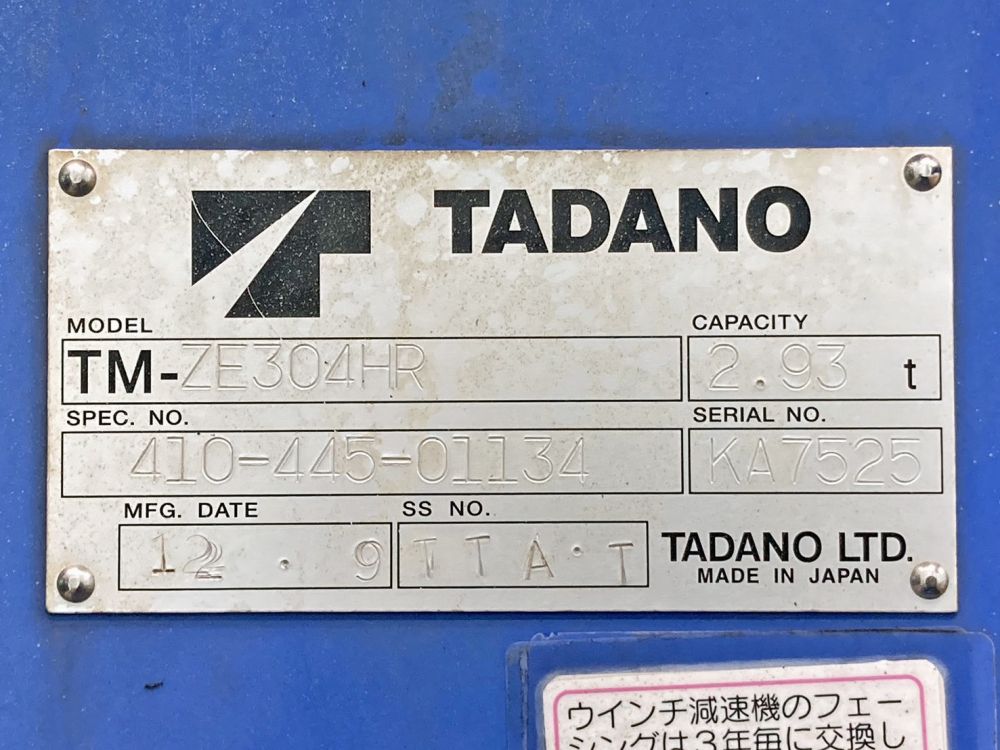 TADANO
MODEL
TM-ZE304HR
CAPACITY
2.93 t
SPEC. NO.
410-445-01134
SERIAL NO.
KA7525
MFG. DATE
12 . 9
SS NO.
TTA・T
TADANO LTD.
MADE IN JAPAN
ウインチ減速機のフェー
シングは3年毎に交換し